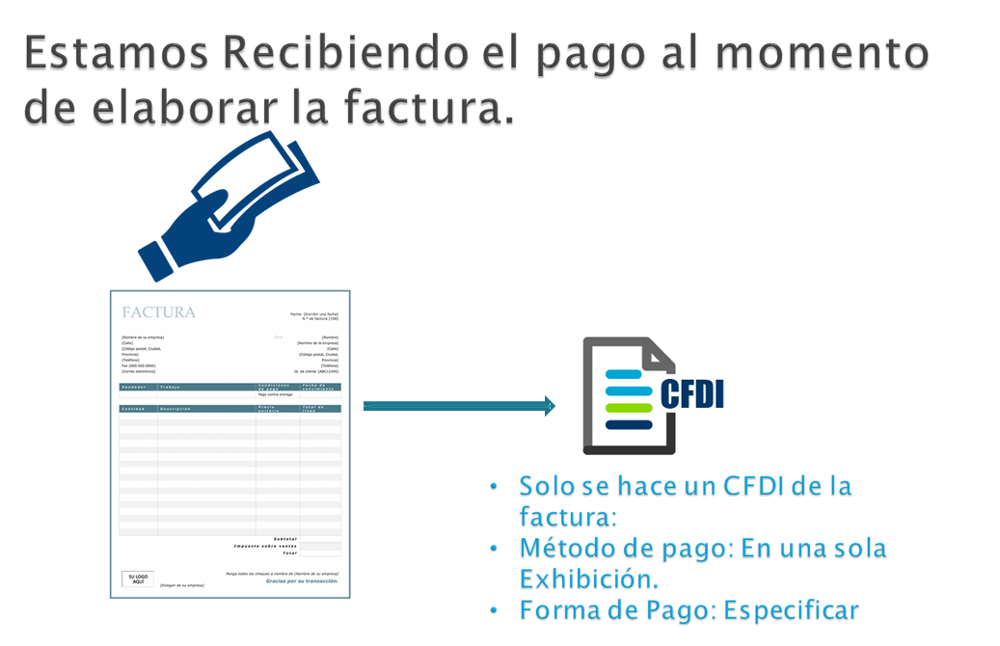 Estamos Recibiendo el pago al momento
de elaborar la factura.
FACTURA
Fecha: [Escribir una fecha]
N.º de factura [100]
[Nombre de su empresa]
[Calle]
[Código postal, Ciudad,
Provincia]
[Teléfono]
Fax [000.000.0000]
[Correo electrónico]
Para
[Nombre]
[Nombre de la empresa]
[Calle]
[Código postal, Ciudad,
Provincia]
[Teléfono]
Id. de cliente [ABC12345]
Vendedor Trabajo Condiciones de pago Fecha de vencimiento
Pago contra entrega
Cantidad Descripción Precio unitario Total de línea
Subtotal
Impuesto sobre ventas
Total
SU LOGO
AQUÍ
[Eslogan de su empresa]
Ponga todos los cheques a nombre de [Nombre de su empresa]
Gracias por su transacción.
CFDI
• Solo se hace un CFDI de la
factura:
• Método de pago: En una sola
Exhibición.
• Forma de Pago: Especificar